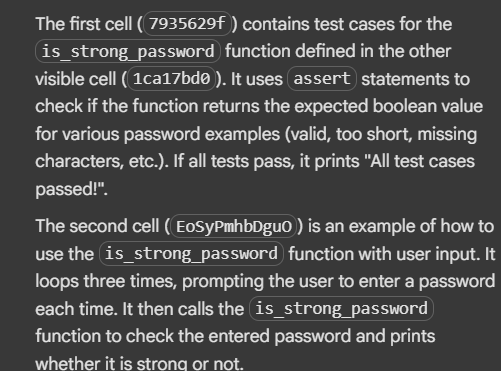 The first cell (7935629f) contains test cases for the
is_strong_password function defined in the other
visible cell (1ca17bd0). It uses assert statements to
check if the function returns the expected boolean value
for various password examples (valid, too short, missing
characters, etc.). If all tests pass, it prints "All test cases
passed!".
The second cell (EoSyPmhbDguO) is an example of how to
use the is_strong_password function with user input. It
loops three times, prompting the user to enter a password
each time. It then calls the is_strong_password
function to check the entered password and prints
whether it is strong or not.